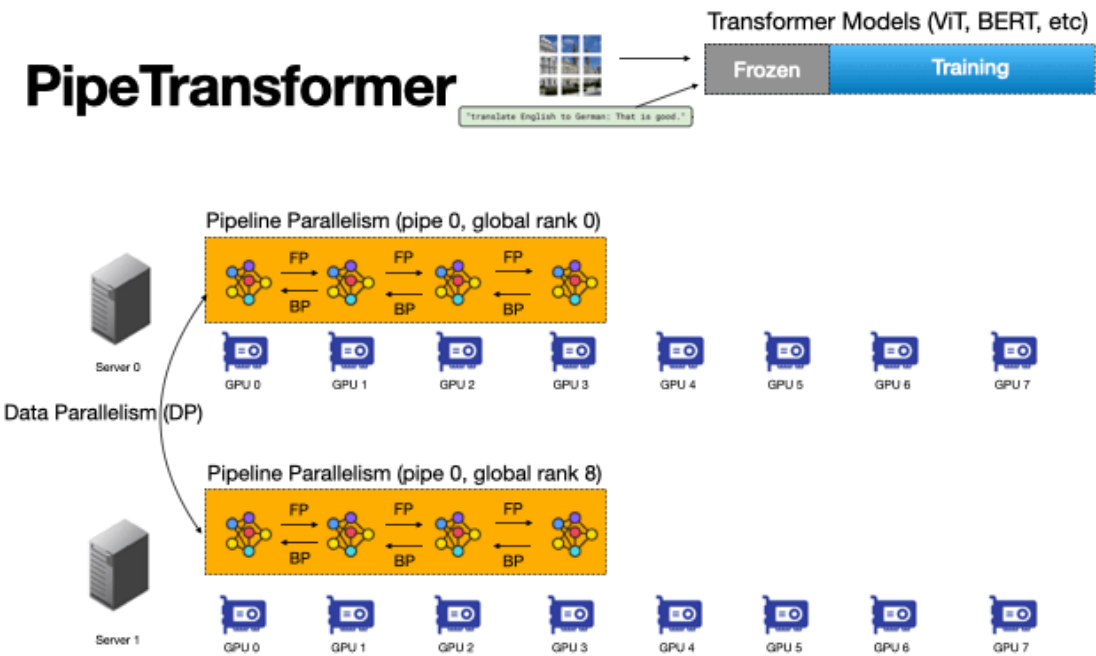 Transformer Models (ViT, BERT, etc)
PipeTransformer
Frozen
Training
"translate English to German: That is good."
Pipeline Parallelism (pipe 0, global rank 0)
FP FP FP
BP BP BP
Server 0
GPU 0 GPU 1 GPU 2 GPU 3 GPU 4 GPU 5 GPU 6 GPU 7
Data Parallelism (DP)
Pipeline Parallelism (pipe 0, global rank 8)
FP FP FP
BP BP BP
Server 1
GPU 0 GPU 1 GPU 2 GPU 3 GPU 4 GPU 5 GPU 6 GPU 7